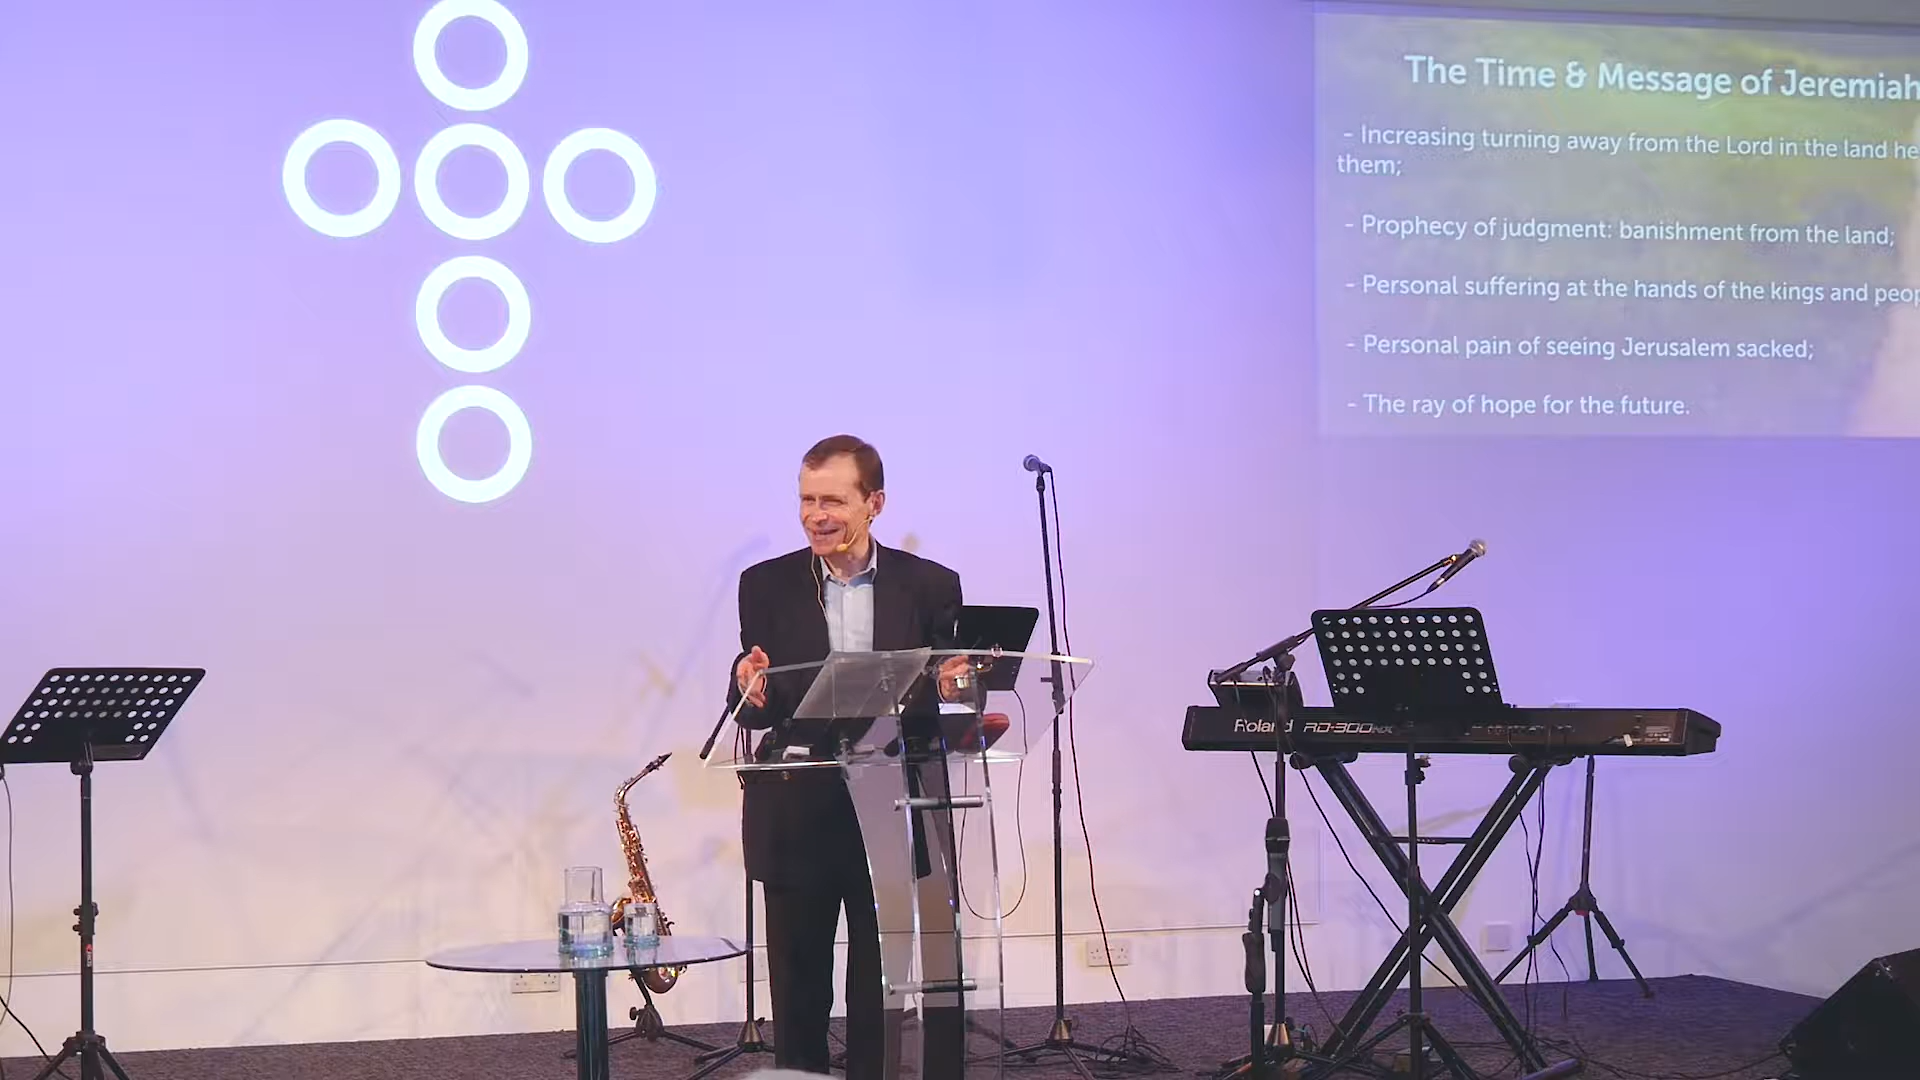 The Time & Message of Jeremiah
- Increasing turning away from the Lord in the land
them;
- Prophecy of judgment: banishment from the land;
- Personal suffering at the hands of the kings and
- Personal pain of seeing Jerusalem sacked;
- The ray of hope for the future.
Roland RD-300NX